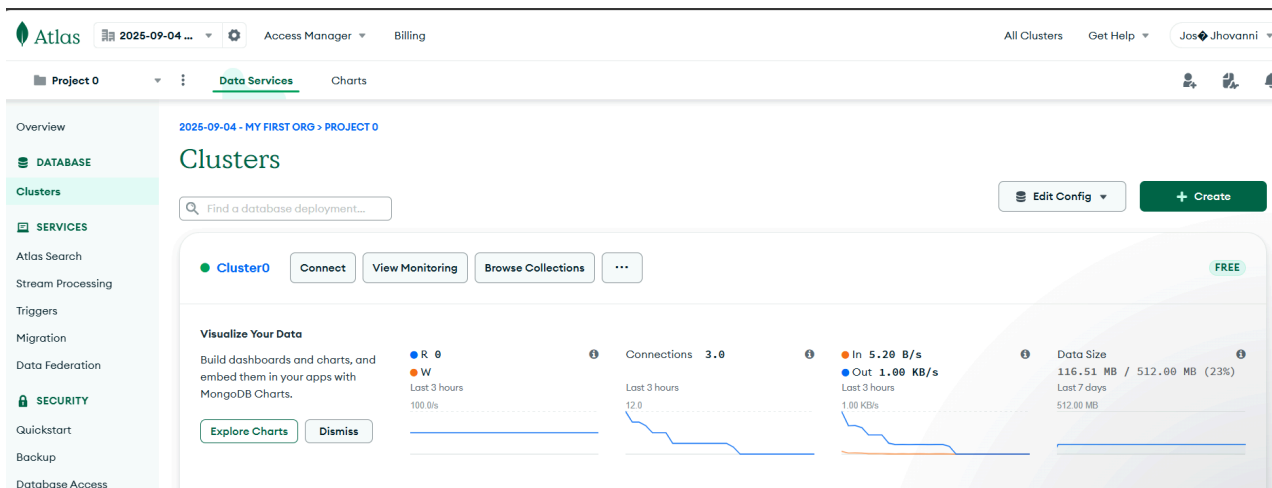 Atlas
2025-09-04 ...
Access Manager
Billing
All Clusters
Get Help
Jos� Jhovanni
Project 0
Data Services
Charts
Overview
DATABASE
Clusters
SERVICES
Atlas Search
Stream Processing
Triggers
Migration
Data Federation
SECURITY
Quickstart
Backup
Database Access
2025-09-04 - MY FIRST ORG > PROJECT 0
Clusters
Find a database deployment...
Edit Config
+ Create
Cluster0
Connect
View Monitoring
Browse Collections
...
FREE
Visualize Your Data
Build dashboards and charts, and
embed them in your apps with
MongoDB Charts.
Explore Charts
Dismiss
R 0
W
Last 3 hours
100.0/s
Connections 3.0
Last 3 hours
12.0
In 5.20 B/s
Out 1.00 KB/s
Last 3 hours
1.00 KB/s
Data Size
116.51 MB / 512.00 MB (23%)
Last 7 days
512.00 MB